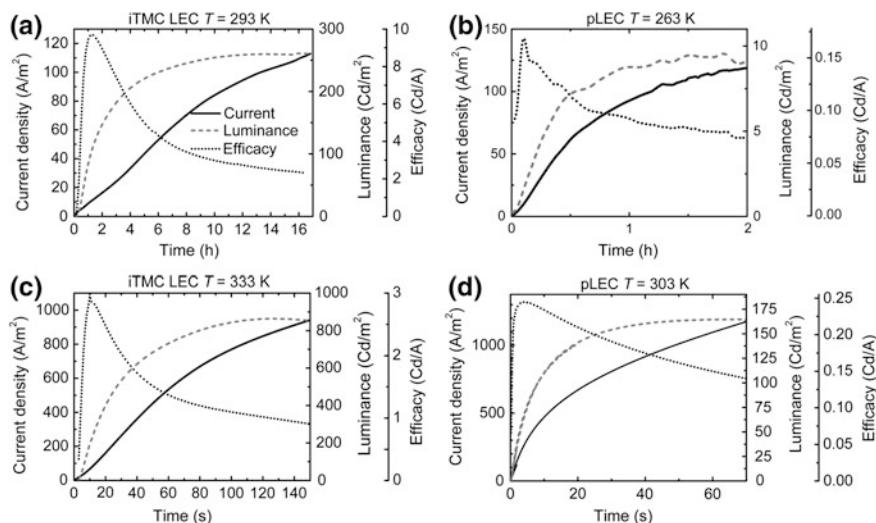 (a)
iTMC LEC T = 293 K
Current density (A/m²)
120
100
80
60
40
20
0
Current
Luminance
Efficacy
0 2 4 6 8 10 12 14 16
Time (h)
300
200
100
0
Luminance (Cd/m²)
10
8
6
4
2
0
Efficacy (Cd/A)
(b)
pLEC T = 263 K
Current density (A/m²)
150
125
100
75
50
25
0
0 1 2
Time (h)
10
5
0
Luminance (Cd/m²)
0.15
0.10
0.05
0.00
Efficacy (Cd/A)
(c)
iTMC LEC T = 333 K
Current density (A/m²)
1000
800
600
400
200
0
0 20 40 60 80 100 120 140
Time (s)
1000
800
600
400
200
0
Luminance (Cd/m²)
3
2
1
0
Efficacy (Cd/A)
(d)
pLEC T = 303 K
Current density (A/m²)
1000
500
0
0 20 40 60
Time (s)
175
150
125
100
75
50
25
0
Luminance (Cd/m²)
0.25
0.20
0.15
0.10
0.05
0.00
Efficacy (Cd/A)